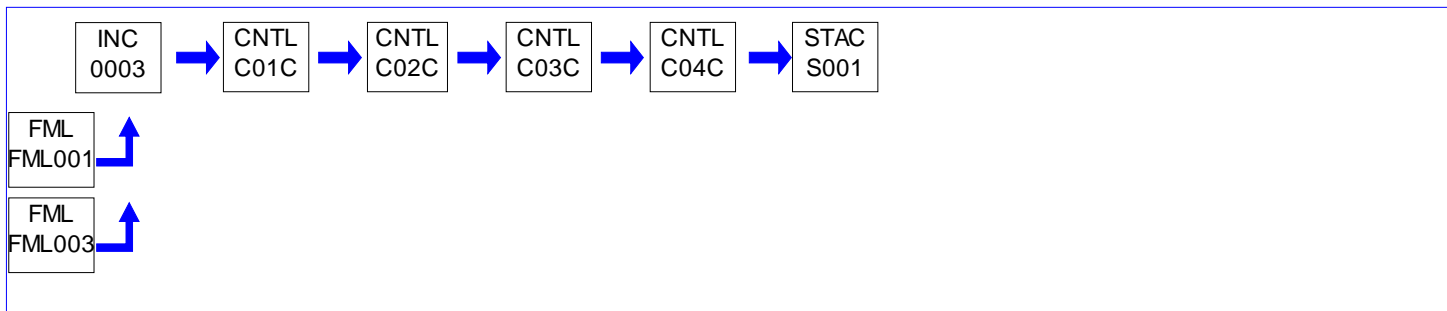 INC
0003
CNTL
C01C
CNTL
C02C
CNTL
C03C
CNTL
C04C
STAC
S001
FML
FML001
FML
FML003